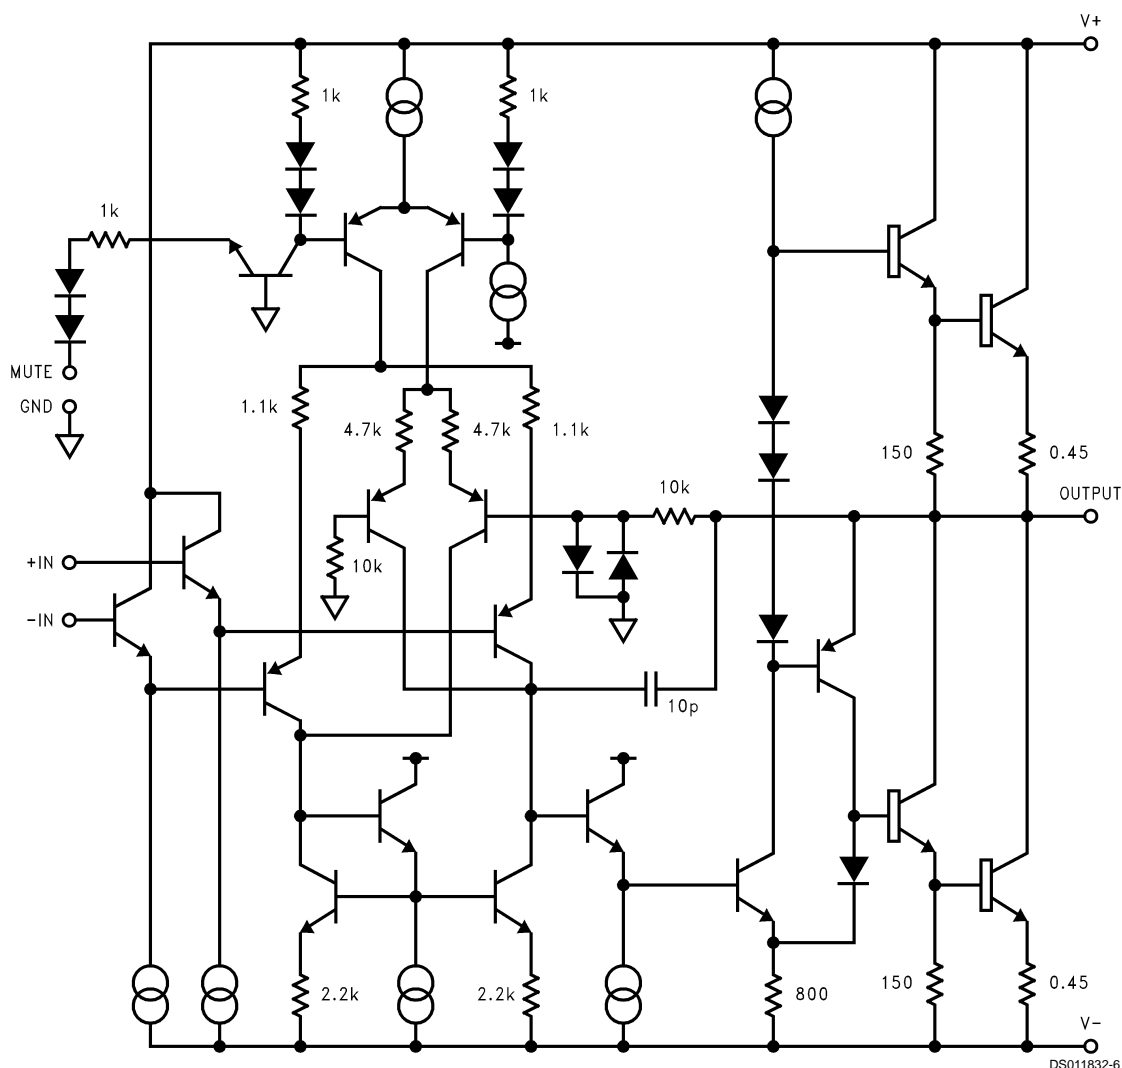 V+
1k
1k
1k
MUTE
GND
1.1k
4.7k
4.7k
1.1k
150
0.45
10k
OUTPUT
+IN
10k
-IN
10p
2.2k
2.2k
800
150
0.45
V-
DS011832-6